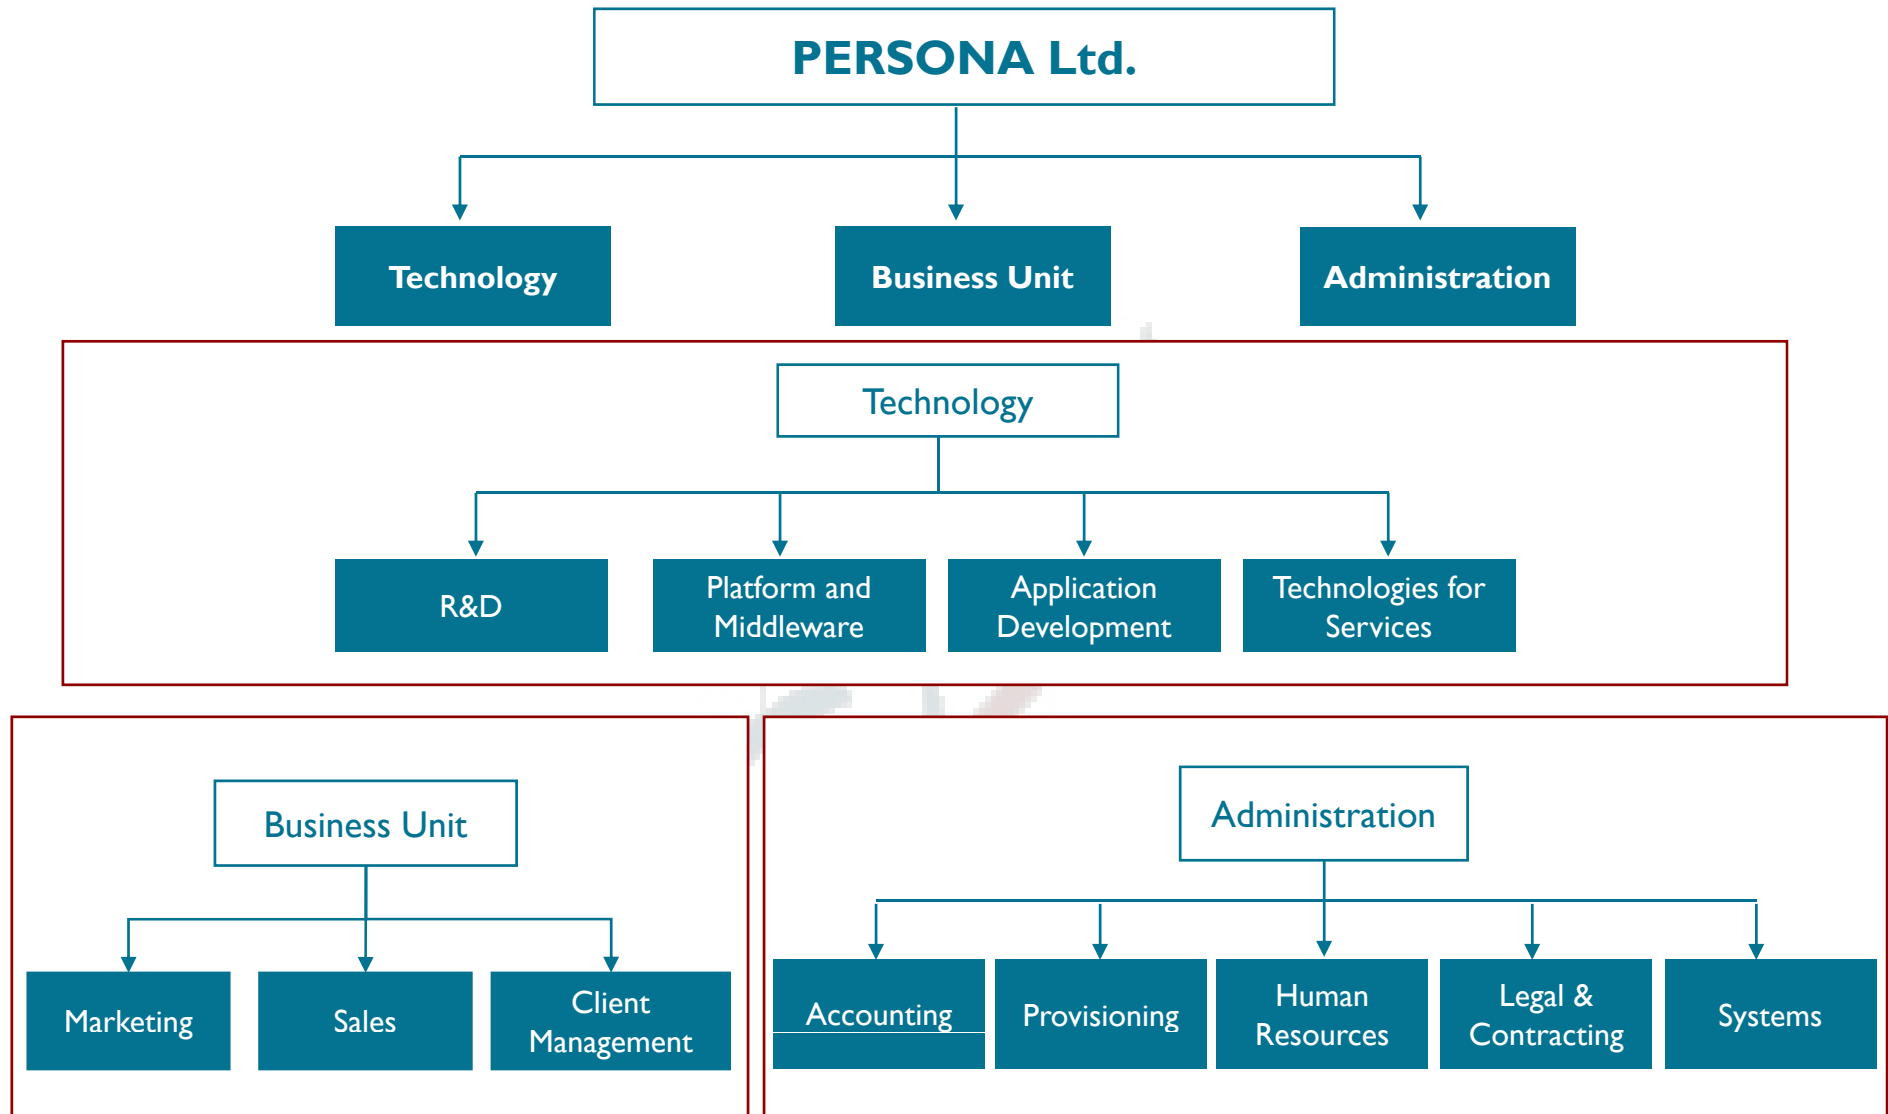 PERSONA Ltd.
Technology
Business Unit
Administration
Technology
R&D
Platform and
Middleware
Application
Development
Technologies for
Services
Business Unit
Administration
Marketing
Sales
Client
Management
Accounting
Provisioning
Human
Resources
Legal &
Contracting
Systems